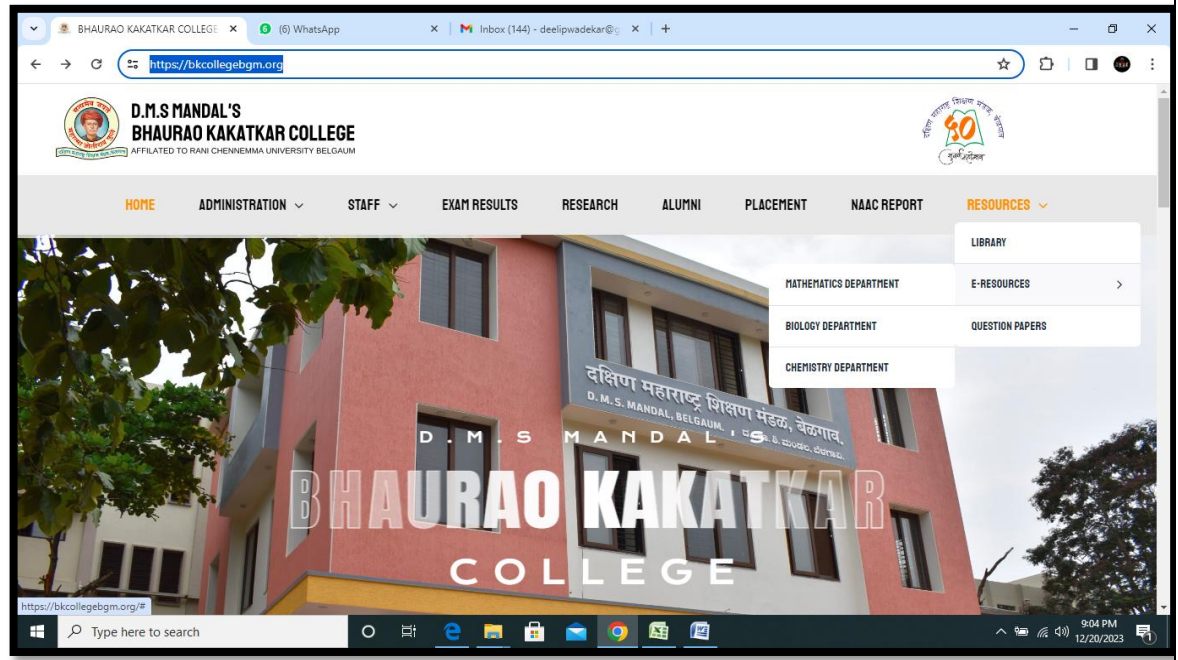 BHAURAO KAKATKAR COLLEGE
(6) WhatsApp
Inbox (144) - deelipwadekar@g
https://bkcollegebgm.org
D.M.S MANDAL'S
BHAURAO KAKATKAR COLLEGE
AFFILATED TO RANI CHENNEMMA UNIVERSITY BELGAUM
५०
HOME ADMINISTRATION STAFF EXAM RESULTS RESEARCH ALUMNI PLACEMENT NAAC REPORT RESOURCES
LIBRARY
MATHEMATICS DEPARTMENT E-RESOURCES
BIOLOGY DEPARTMENT QUESTION PAPERS
CHEMISTRY DEPARTMENT
दक्षिण महाराष्ट्र शिक्षण मंडळ, बेळगाव.
D.M.S. MANDAL, BELGAUM.
D.M.S MANDAL'S
BHAURAO KAKATKAR
COLLEGE
https://bkcollegebgm.org/#
Type here to search
9:04 PM
12/20/2023